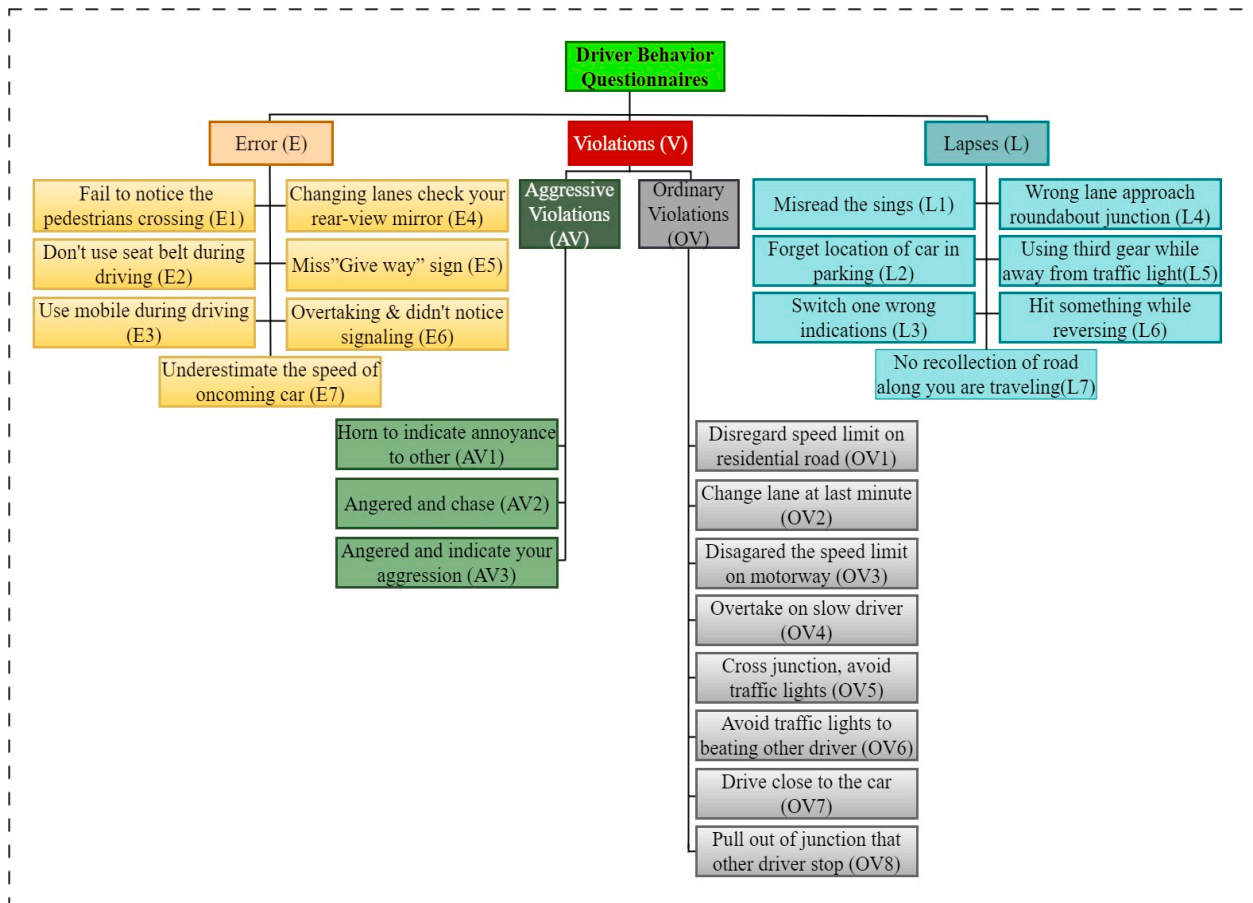 Driver Behavior
Questionnaires
Error (E)
Violations (V)
Lapses (L)
Fail to notice the
pedestrians crossing (E1)
Changing lanes check your
rear-view mirror (E4)
Don't use seat belt during
driving (E2)
Miss”Give way” sign (E5)
Use mobile during driving
(E3)
Overtaking & didn't notice
signaling (E6)
Underestimate the speed of
oncoming car (E7)
Aggressive
Violations
(AV)
Ordinary
Violations
(OV)
Misread the sings (L1)
Wrong lane approach
roundabout junction (L4)
Forget location of car in
parking (L2)
Using third gear while
away from traffic light(L5)
Switch one wrong
indications (L3)
Hit something while
reversing (L6)
No recollection of road
along you are traveling(L7)
Horn to indicate annoyance
to other (AV1)
Angered and chase (AV2)
Angered and indicate your
aggression (AV3)
Disregard speed limit on
residential road (OV1)
Change lane at last minute
(OV2)
Disagared the speed limit
on motorway (OV3)
Overtake on slow driver
(OV4)
Cross junction, avoid
traffic lights (OV5)
Avoid traffic lights to
beating other driver (OV6)
Drive close to the car
(OV7)
Pull out of junction that
other driver stop (OV8)